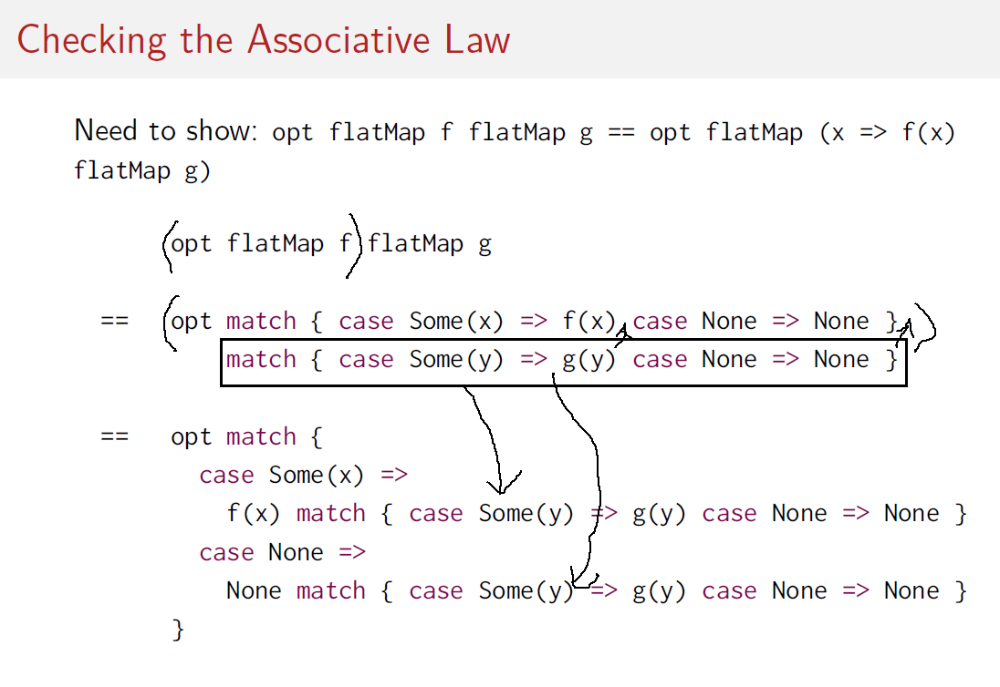 Checking the Associative Law
Need to show: opt flatMap f flatMap g == opt flatMap (x => f(x)
flatMap g)
(opt flatMap f) flatMap g
== (opt match { case Some(x) => f(x) case None => None })
match { case Some(y) => g(y) case None => None }
== opt match {
case Some(x) =>
f(x) match { case Some(y) => g(y) case None => None }
case None =>
None match { case Some(y) => g(y) case None => None }
}